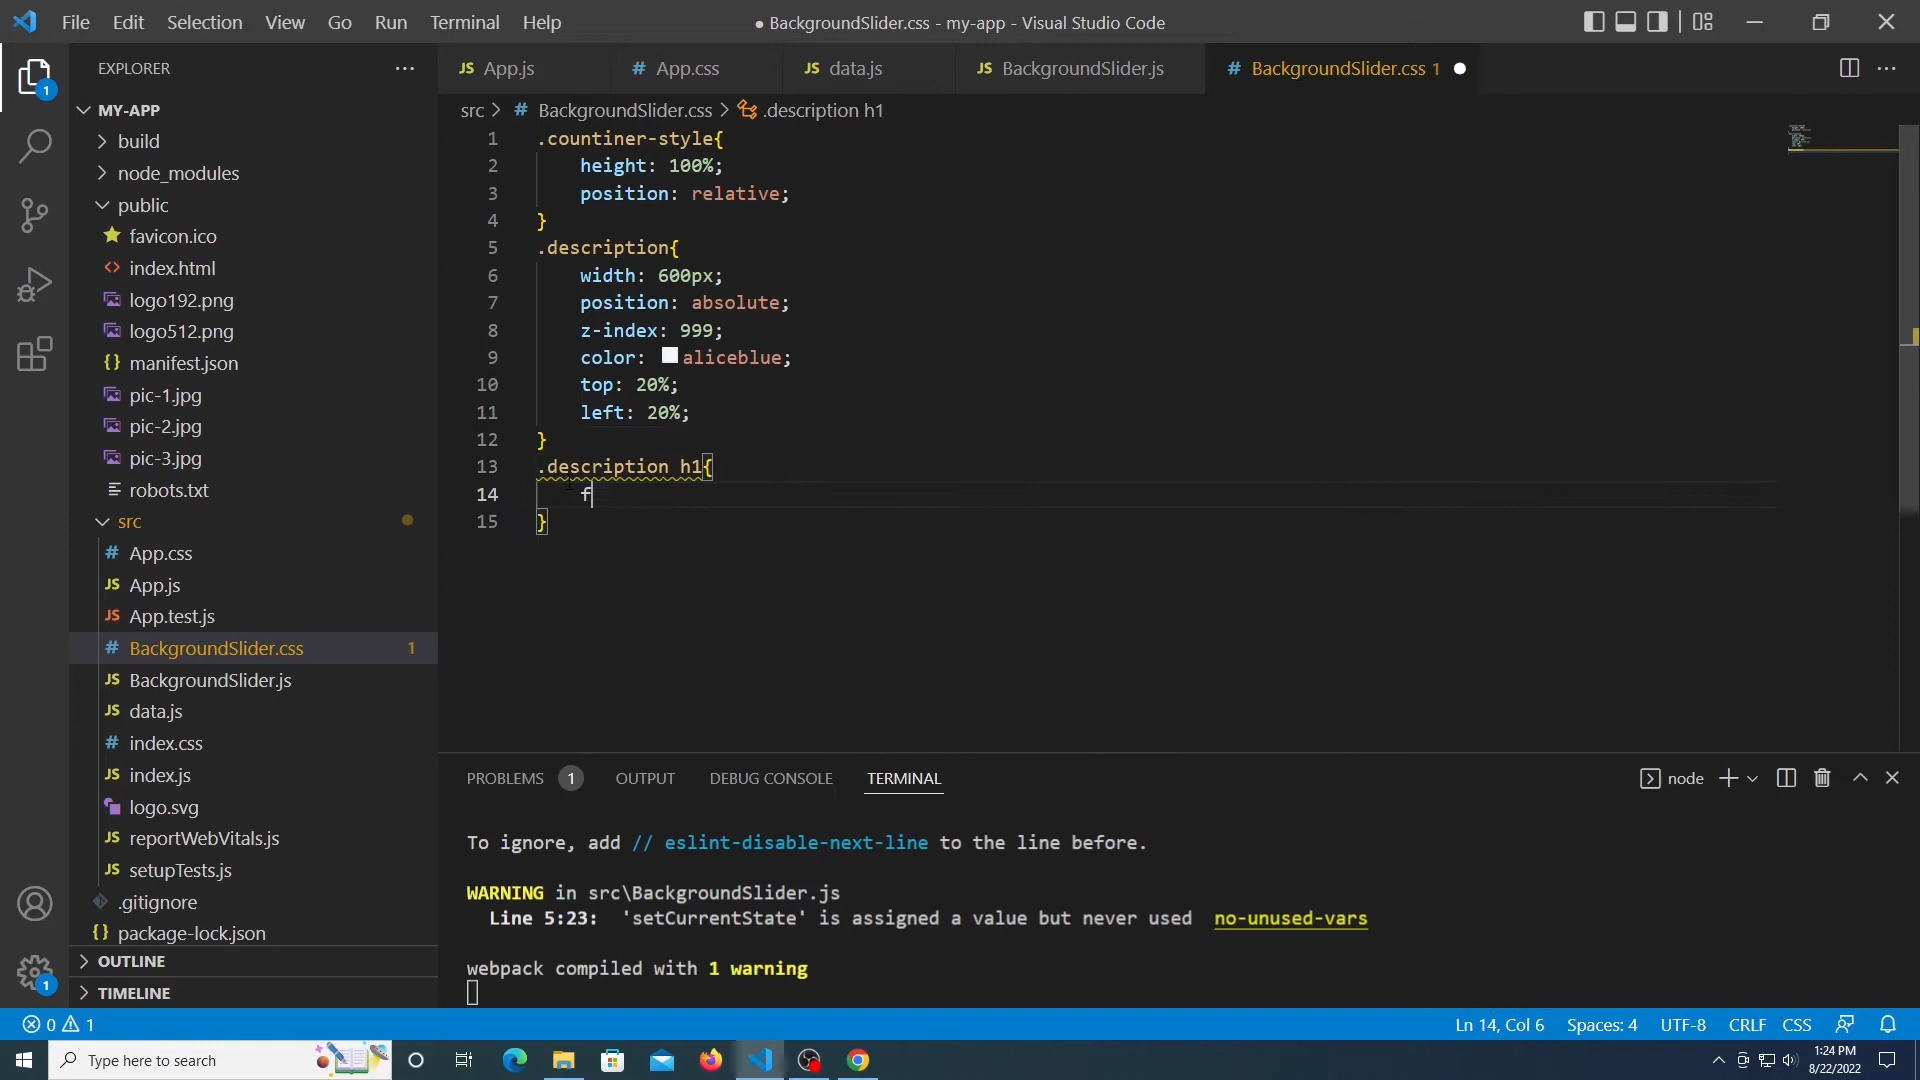 File Edit Selection View Go Run Terminal Help
● BackgroundSlider.css - my-app - Visual Studio Code
EXPLORER
MY-APP
build
node_modules
public
favicon.ico
index.html
logo192.png
logo512.png
manifest.json
pic-1.jpg
pic-2.jpg
pic-3.jpg
robots.txt
src
App.css
App.js
App.test.js
BackgroundSlider.css 1
BackgroundSlider.js
data.js
index.css
index.js
logo.svg
reportWebVitals.js
setupTests.js
.gitignore
package-lock.json
OUTLINE
TIMELINE
1
1
JS App.js # App.css JS data.js JS BackgroundSlider.js # BackgroundSlider.css 1
src > # BackgroundSlider.css > .description h1
1 .countiner-style{
2 height: 100%;
3 position: relative;
4 }
5 .description{
6 width: 600px;
7 position: absolute;
8 z-index: 999;
9 color: aliceblue;
10 top: 20%;
11 left: 20%;
12 }
13 .description h1{
14 f
15 }
PROBLEMS 1 OUTPUT DEBUG CONSOLE TERMINAL
node
To ignore, add // eslint-disable-next-line to the line before.
WARNING in src\BackgroundSlider.js
Line 5:23: 'setCurrentState' is assigned a value but never used no-unused-vars
webpack compiled with 1 warning
0 1
Ln 14, Col 6 Spaces: 4 UTF-8 CRLF CSS
Type here to search
1:24 PM
8/22/2022